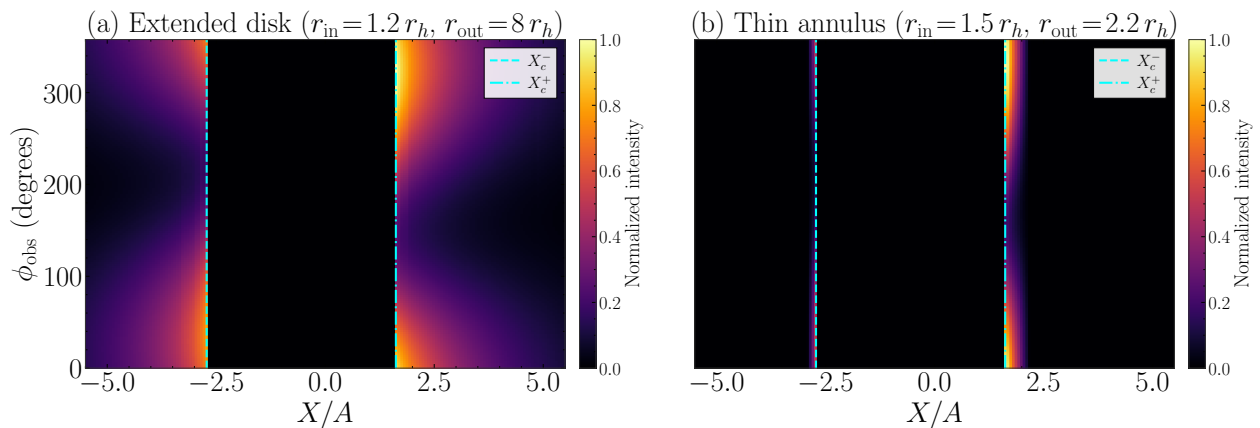 (a) Extended disk (r_in = 1.2 r_h, r_out = 8 r_h)
X_c^-
X_c^+
300
200
100
0
ϕ_obs (degrees)
−5.0
−2.5
0.0
2.5
5.0
X/A
1.0
0.8
0.6
0.4
0.2
0.0
Normalized intensity
(b) Thin annulus (r_in = 1.5 r_h, r_out = 2.2 r_h)
X_c^-
X_c^+
−5.0
−2.5
0.0
2.5
5.0
X/A
1.0
0.8
0.6
0.4
0.2
0.0
Normalized intensity